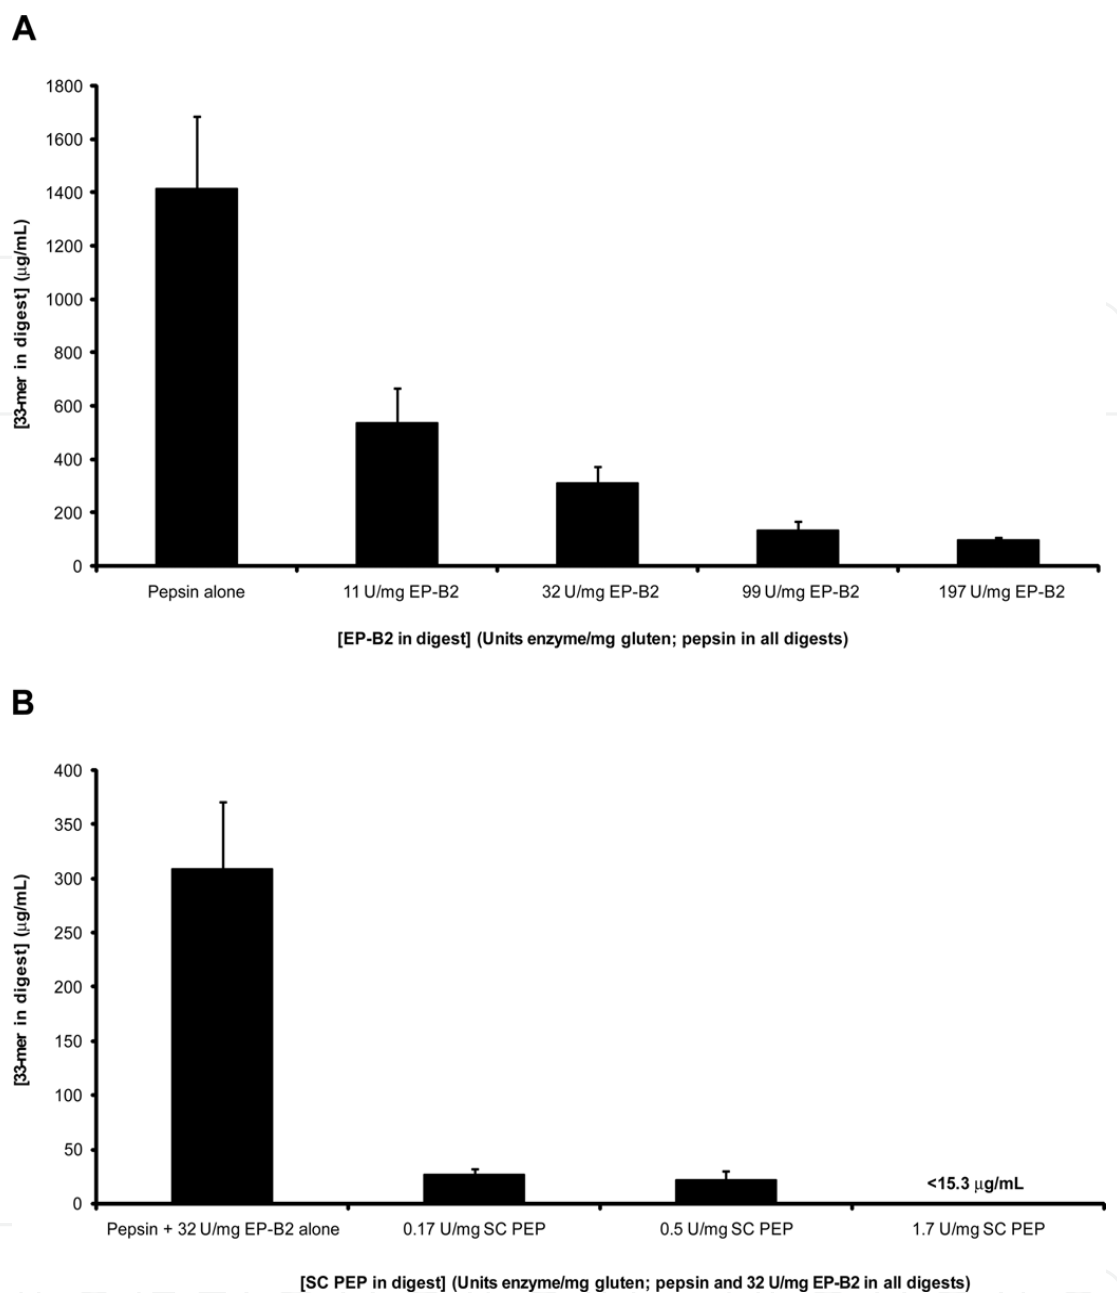 A
1800
1600
1400
1200
1000
800
600
400
200
0
[33-mer in digest] (μg/mL)
Pepsin alone 11 U/mg EP-B2 32 U/mg EP-B2 99 U/mg EP-B2 197 U/mg EP-B2
[EP-B2 in digest] (Units enzyme/mg gluten; pepsin in all digests)
B
400
350
300
250
200
150
100
50
0
[33-mer in digest] (μg/mL)
<15.3 μg/mL
Pepsin + 32 U/mg EP-B2 alone 0.17 U/mg SC PEP 0.5 U/mg SC PEP 1.7 U/mg SC PEP
[SC PEP in digest] (Units enzyme/mg gluten; pepsin and 32 U/mg EP-B2 in all digests)